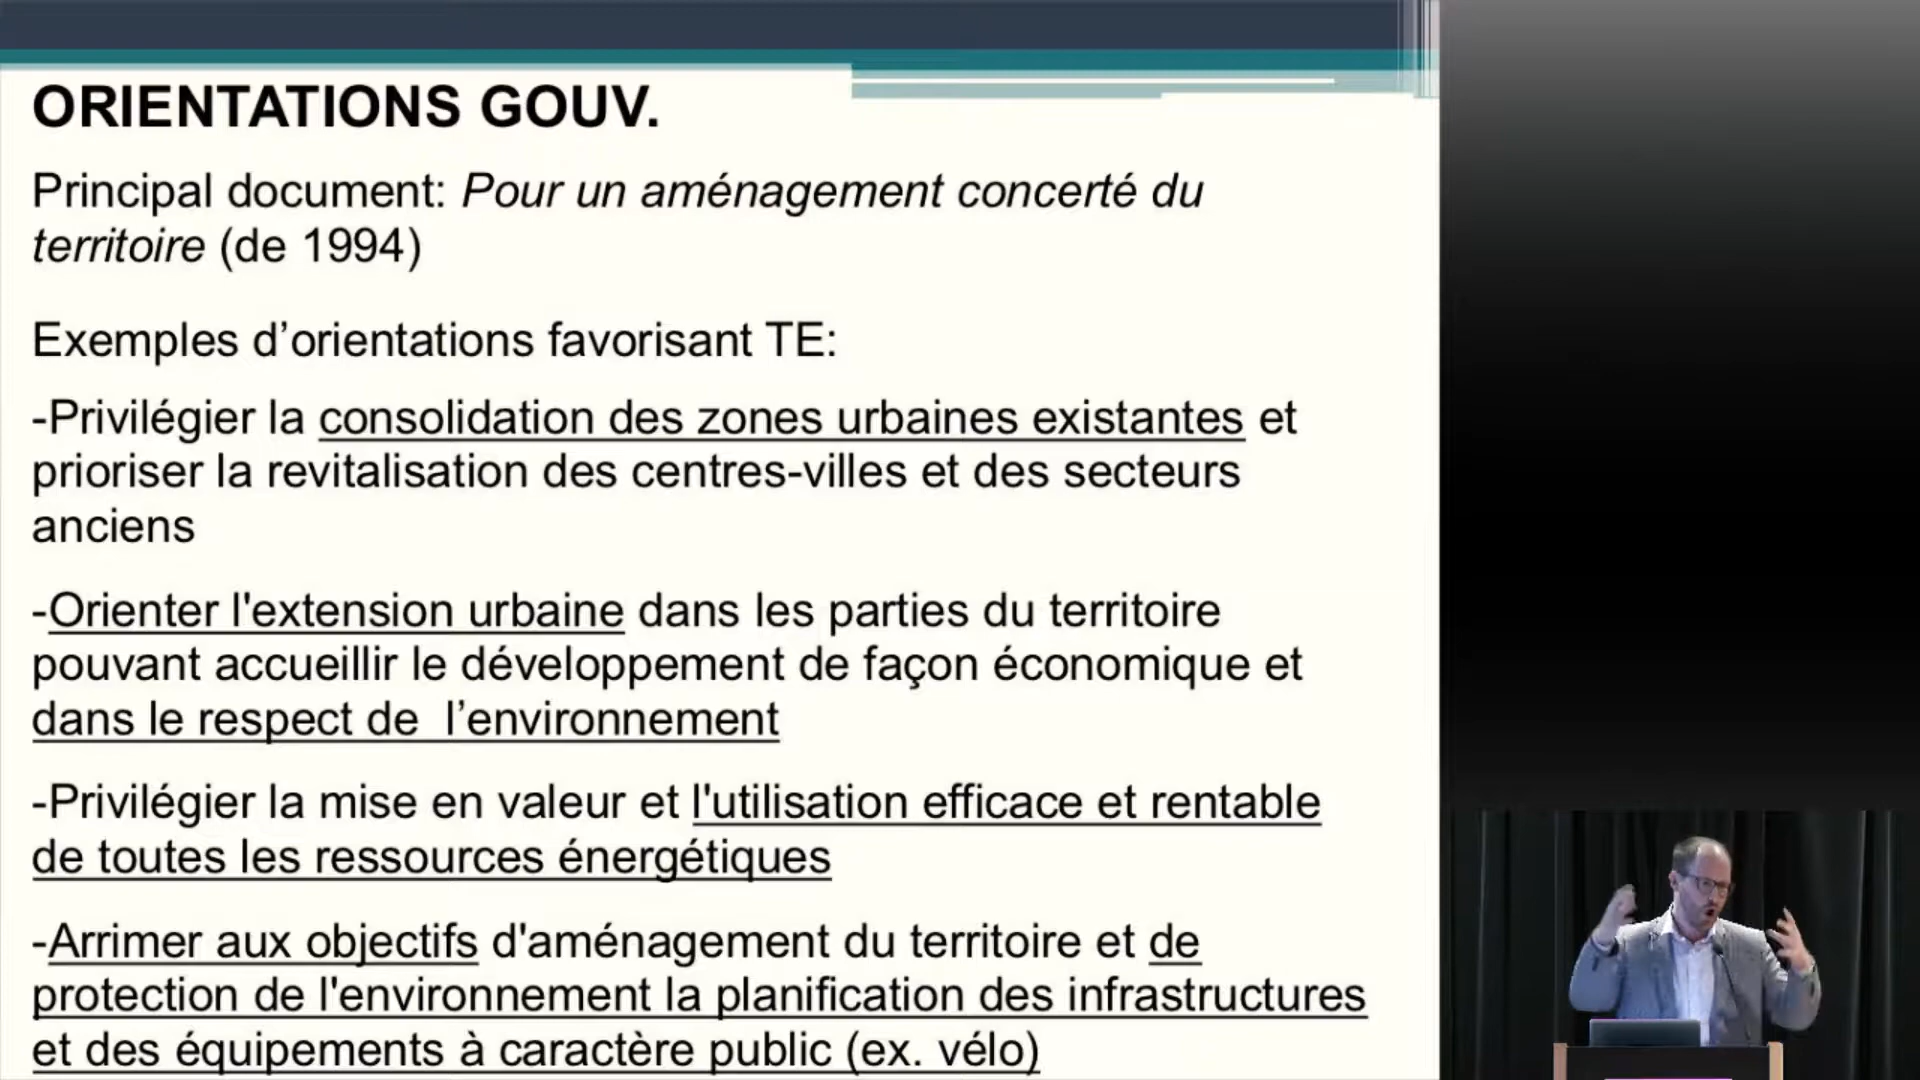 ORIENTATIONS GOUV.
Principal document: Pour un aménagement concerté du
territoire (de 1994)
Exemples d’orientations favorisant TE:
-Privilégier la consolidation des zones urbaines existantes et
prioriser la revitalisation des centres-villes et des secteurs
anciens
-Orienter l'extension urbaine dans les parties du territoire
pouvant accueillir le développement de façon économique et
dans le respect de  l’environnement
-Privilégier la mise en valeur et l'utilisation efficace et rentable
de toutes les ressources énergétiques
-Arrimer aux objectifs d'aménagement du territoire et de
protection de l'environnement la planification des infrastructures
et des équipements à caractère public (ex. vélo)